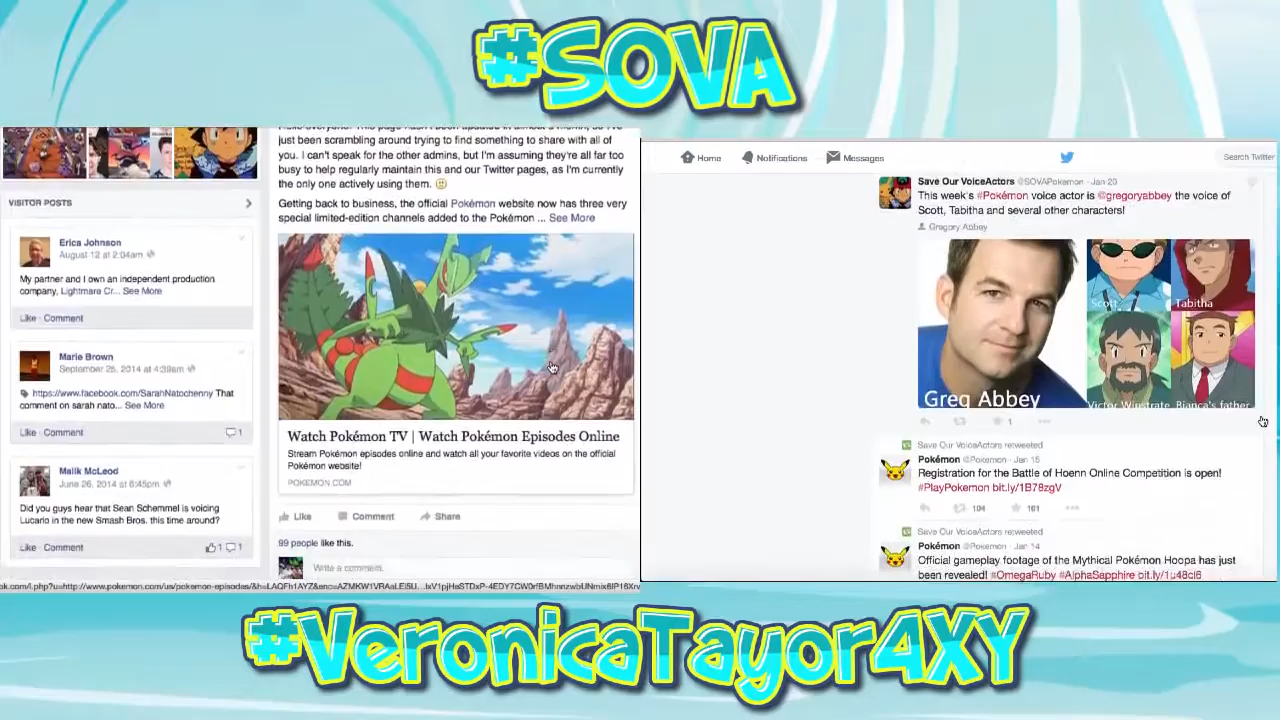 #SOVA
just been scrambling around trying to find something to share with all of
you. I can't speak for the other admins, but I'm assuming they're all far too
busy to help regularly maintain this and our Twitter pages, as I'm currently
the only one actively using them.
Getting back to business, the official Pokémon website now has three very
special limited-edition channels added to the Pokémon ... See More
VISITOR POSTS
Erica Johnson
August 12 at 2:04am
My partner and I own an independent production
company, Lightmare Cr... See More
Like · Comment
Marie Brown
September 25, 2014 at 4:39am
https://www.facebook.com/SarahNatochenny That
comment on sarah nato... See More
Like · Comment
1
Malik McLeod
June 26, 2014 at 6:45pm
Did you guys hear that Sean Schemmel is voicing
Lucario in the new Smash Bros. this time around?
Like · Comment
1 1
Watch Pokémon TV | Watch Pokémon Episodes Online
Stream Pokémon episodes online and watch all your favorite videos on the official
Pokémon website!
POKEMON.COM
Like Comment Share
99 people like this.
Write a comment...
Home Notifications Messages
Search Twitter
Save Our VoiceActors @SOVAPokemon · Jan 20
This week's #Pokémon voice actor is @gregoryabbey the voice of
Scott, Tabitha and several other characters!
Gregory Abbey
Scott
Tabitha
Greg Abbey
Victor Winstrate
Bianca's father
1
Save Our VoiceActors retweeted
Pokémon @Pokemon · Jan 15
Registration for the Battle of Hoenn Online Competition is open!
#PlayPokemon bit.ly/1B78zgV
104 161
Save Our VoiceActors retweeted
Pokémon @Pokemon · Jan 14
Official gameplay footage of the Mythical Pokémon Hoopa has just
been revealed! #OmegaRuby #AlphaSapphire bit.ly/1u48cl6
#VeronicaTayor4XY